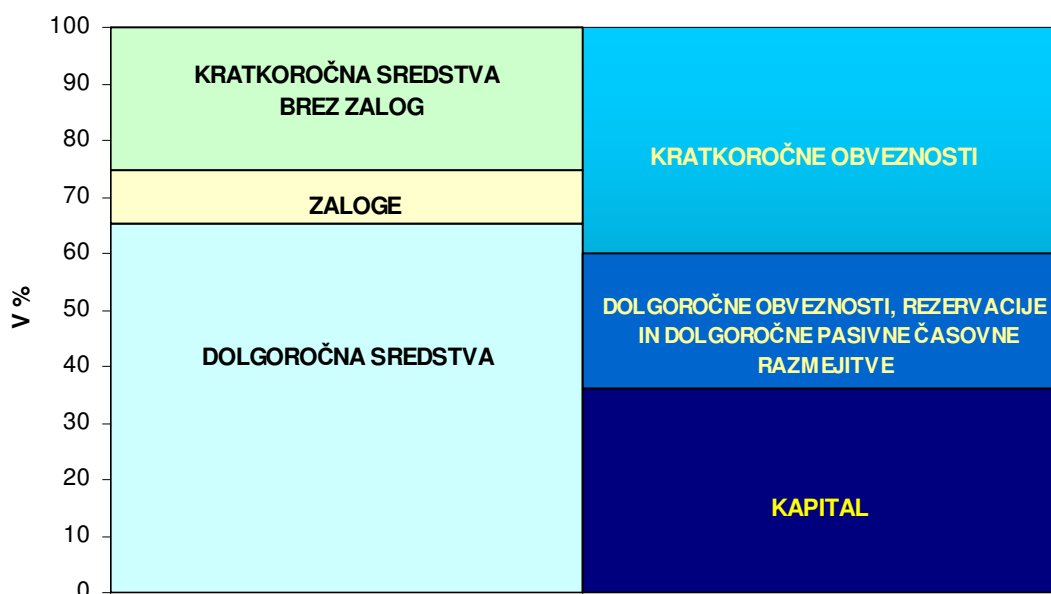 100
90
80
70
60
50
40
30
20
10
0
V %
KRATKOROČNA SREDSTVA
BREZ ZALOG
ZALOGE
DOLGOROČNA SREDSTVA
KRATKOROČNE OBVEZNOSTI
DOLGOROČNE OBVEZNOSTI, REZERVACIJE
IN DOLGOROČNE PASIVNE ČASOVNE
RAZMEJITVE
KAPITAL